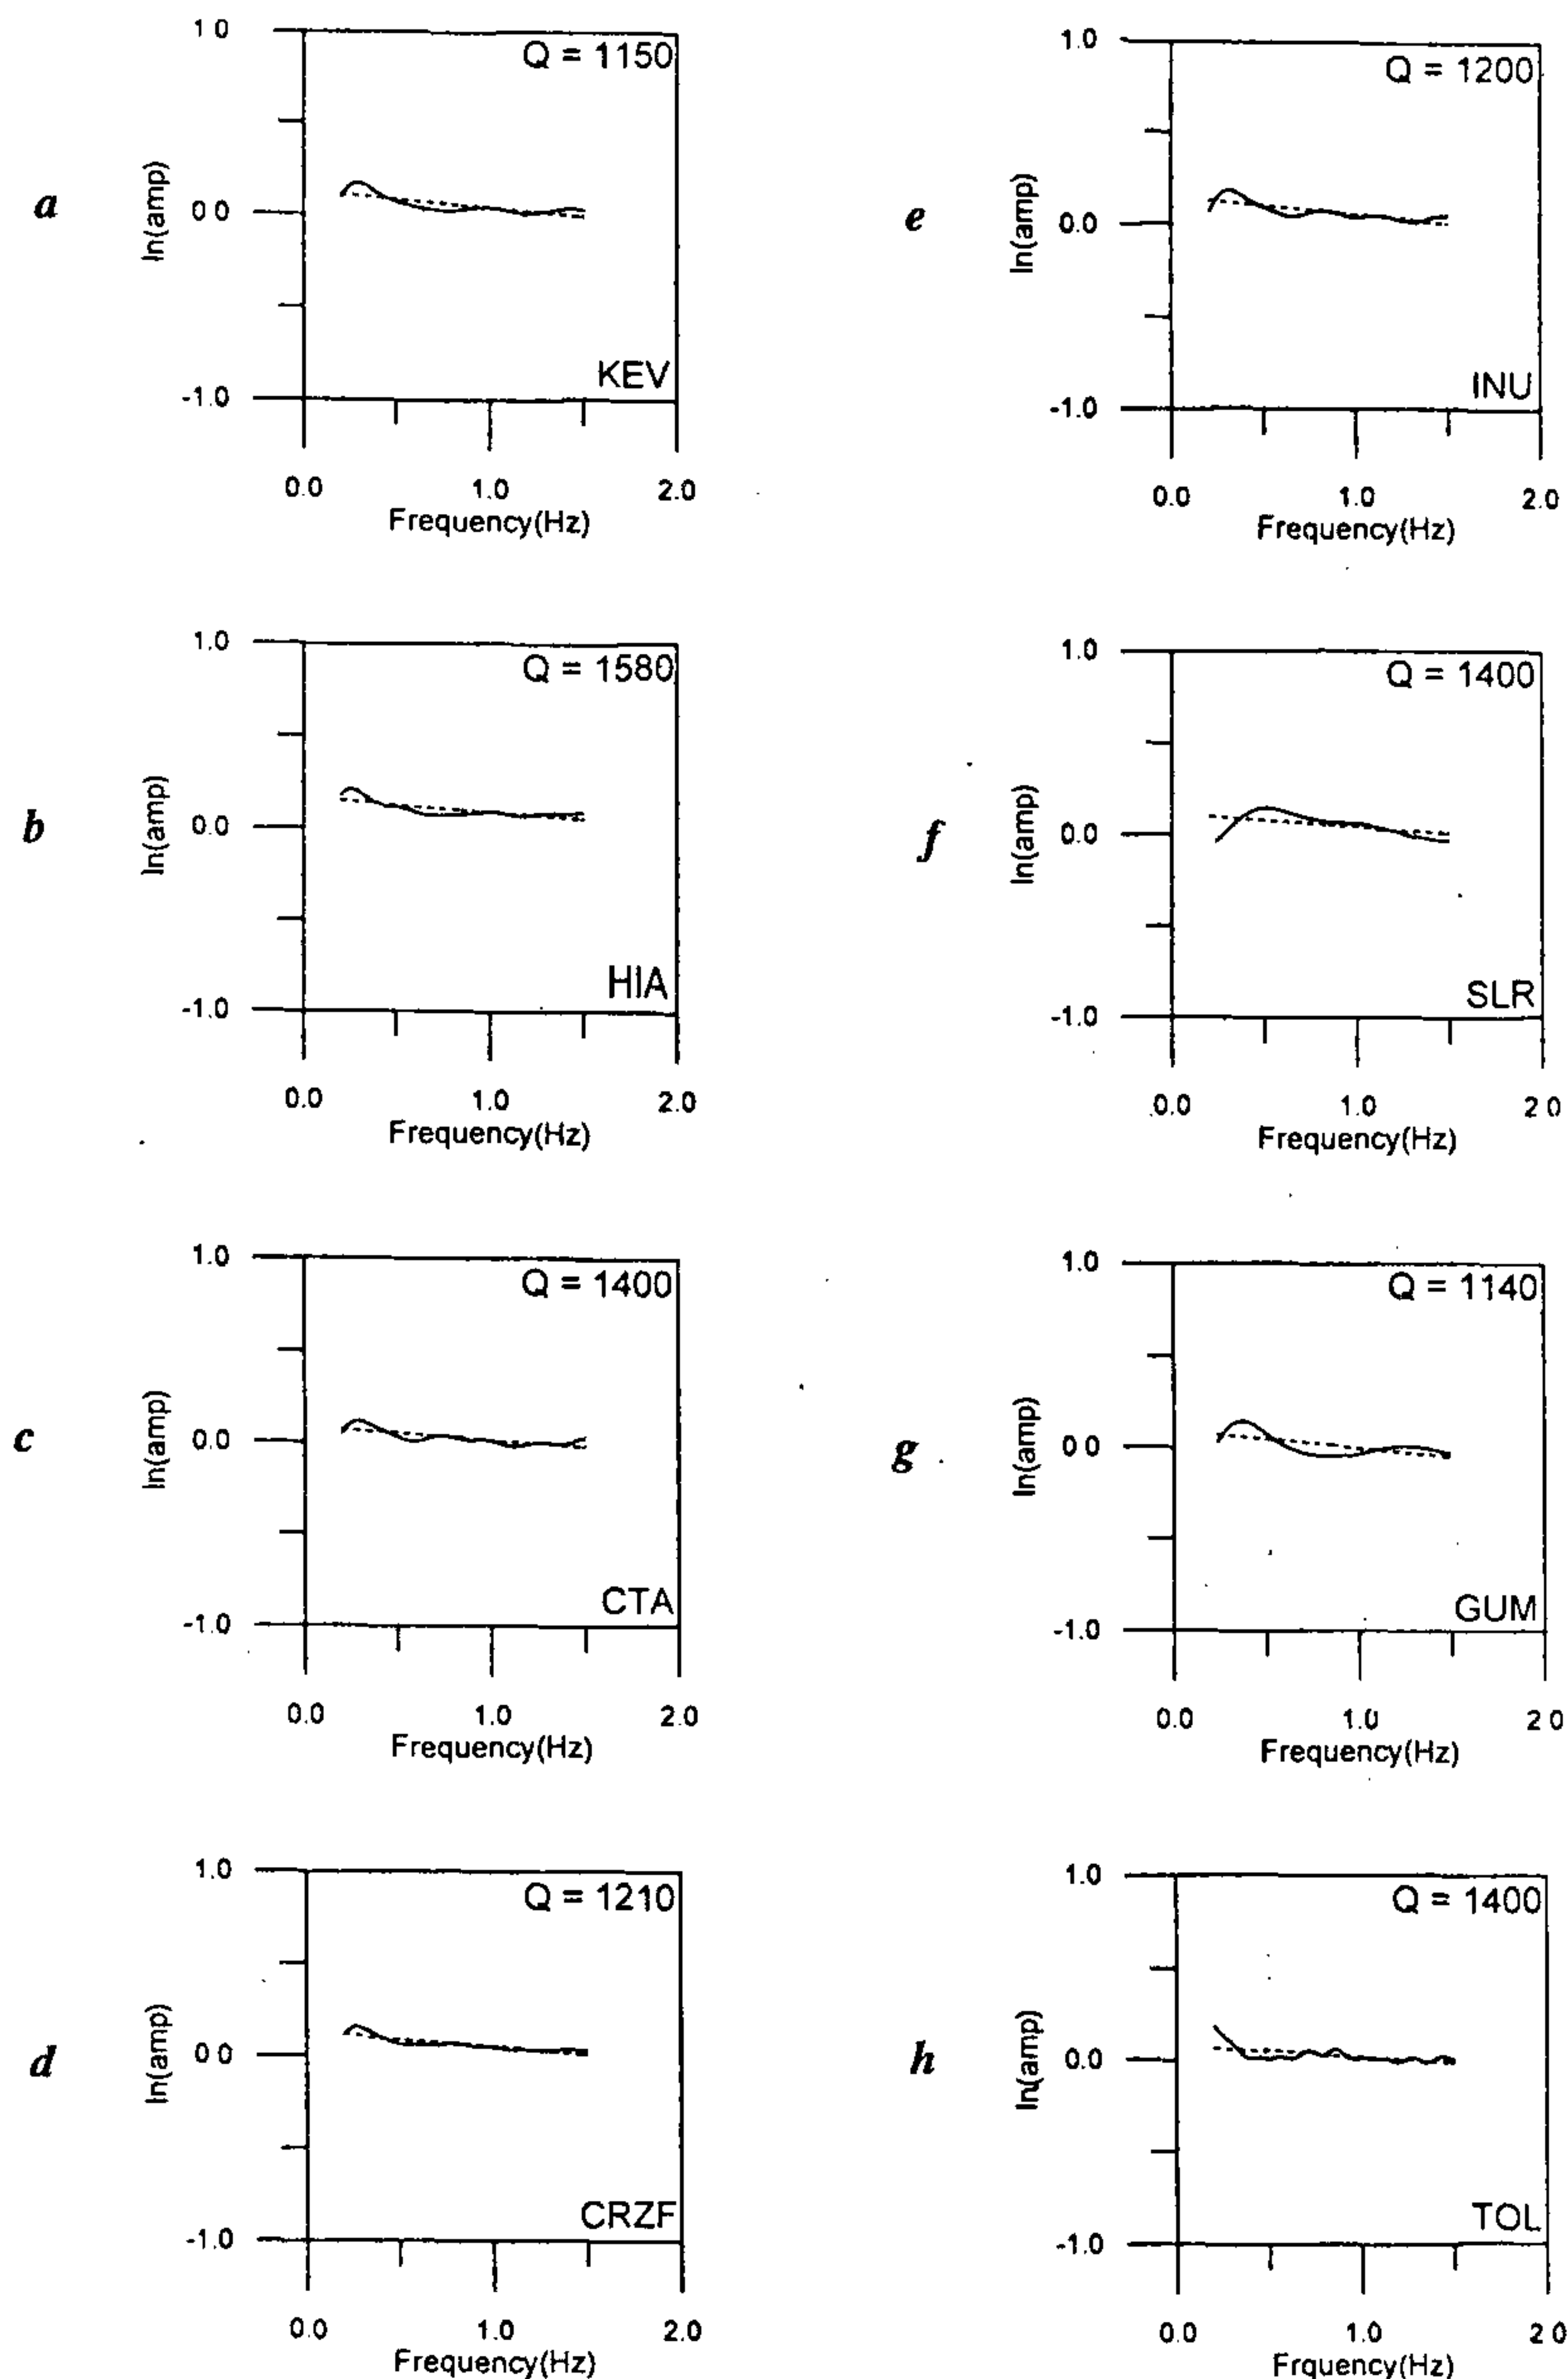 a
1 0
Q = 1150
ln(amp)
0 0
KEV
-1.0
0.0 1.0 2.0
Frequency(Hz)
b
1.0
Q = 1580
ln(amp)
0.0
HIA
-1.0
0.0 1.0 2.0
Frequency(Hz)
c
1.0
Q = 1400
ln(amp)
0.0
CTA
-1.0
0.0 1.0 2.0
Frequency(Hz)
d
1.0
Q = 1210
ln(amp)
0 0
CRZF
-1.0
0.0 1.0 2.0
Frequency(Hz)
e
1.0
Q = 1200
ln(amp)
0.0
INU
-1.0
0.0 1.0 2.0
Frequency(Hz)
f
1.0
Q = 1400
ln(amp)
0.0
SLR
-1.0
0.0 1.0 2 0
Frequency(Hz)
g
1.0
Q = 1140
ln(amp)
0 0
GUM
-1.0
0.0 1.0 2 0
Frequency(Hz)
h
1.0
Q = 1400
ln(amp)
0.0
TOL
-1.0
0.0 1.0 2 0
Frquency(Hz)